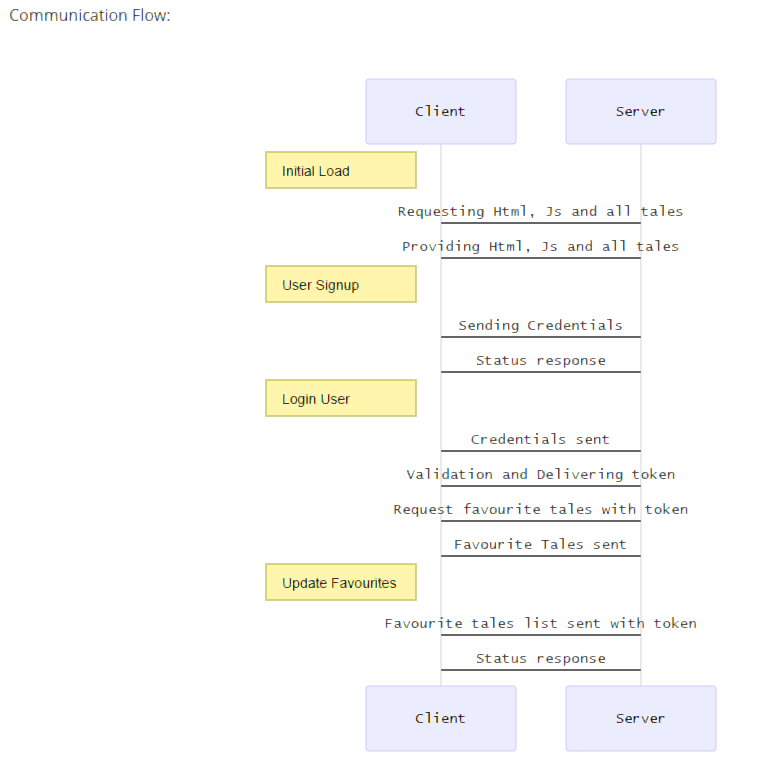 Communication Flow:
Client
Server
Initial Load
Requesting Html, Js and all tales
Providing Html, Js and all tales
User Signup
Sending Credentials
Status response
Login User
Credentials sent
Validation and Delivering token
Request favourite tales with token
Favourite Tales sent
Update Favourites
Favourite tales list sent with token
Status response
Client
Server